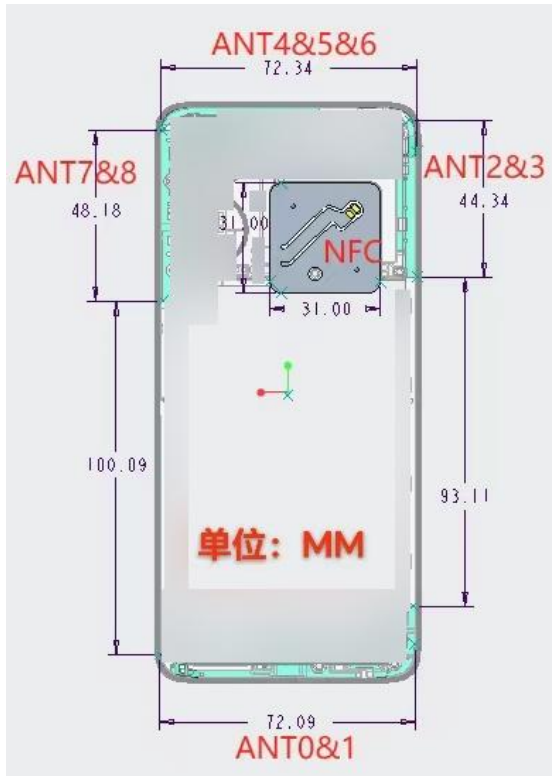 ANT4&5&6
72.34
ANT7&8
ANT2&3
48.18
44.34
31.00
NFC
31.00
100.09
93.11
单位：MM
72.09
ANT0&1